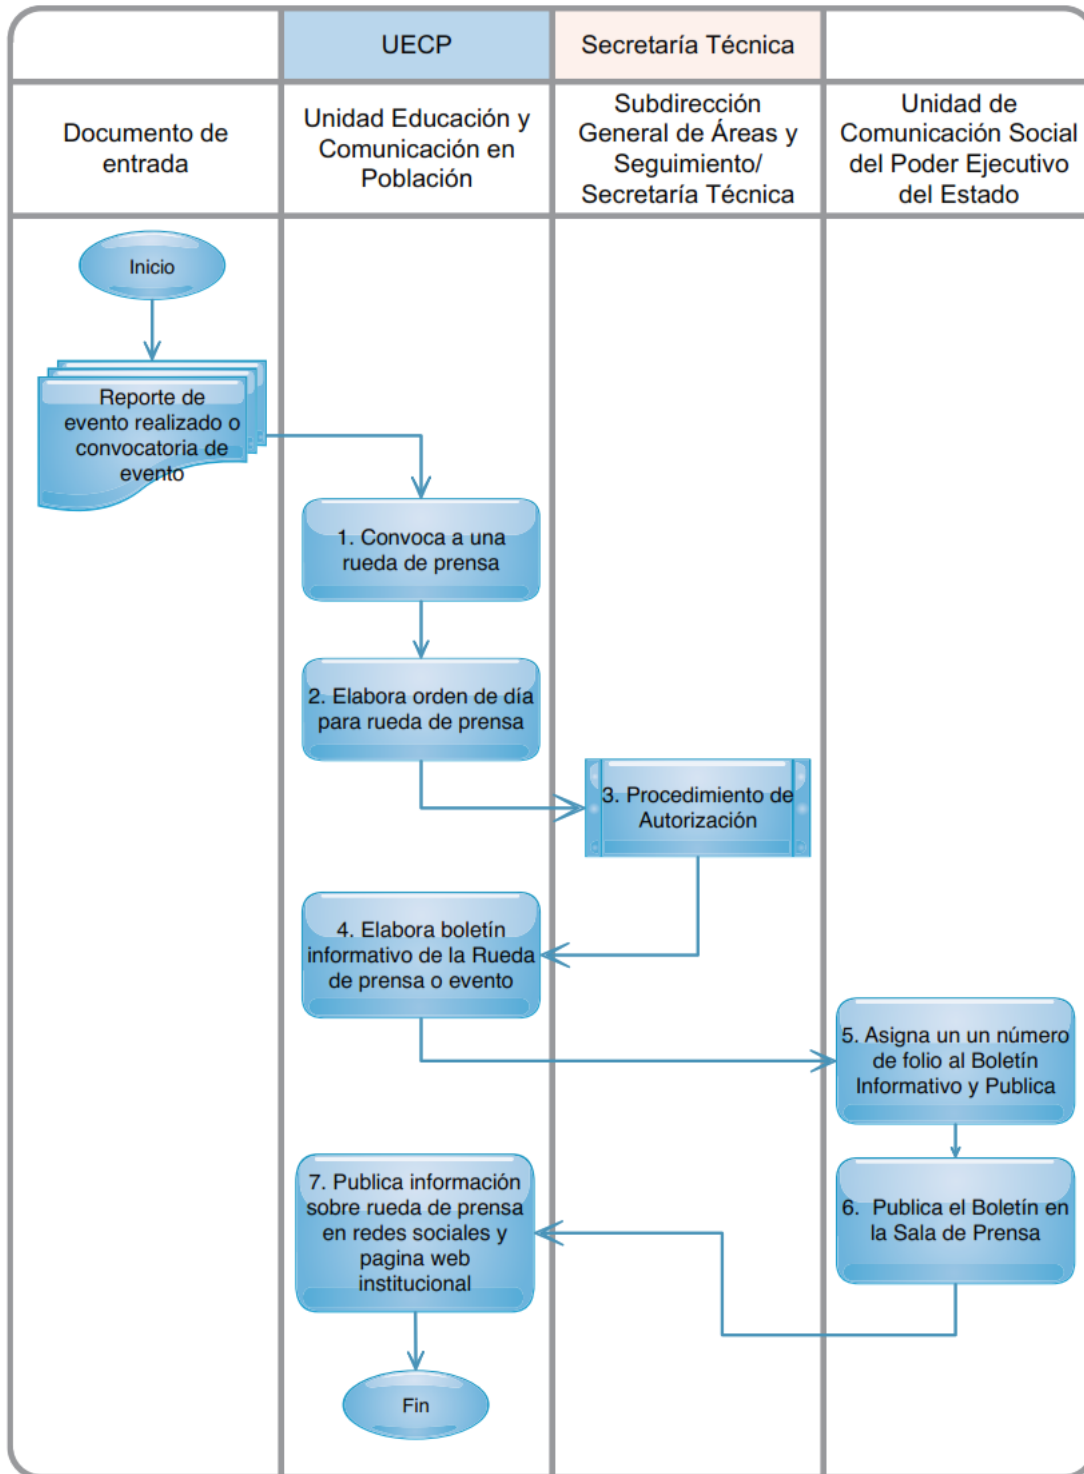 UECP
Secretaría Técnica
Documento de
entrada
Unidad Educación y
Comunicación en
Población
Subdirección
General de Áreas y
Seguimiento/
Secretaría Técnica
Unidad de
Comunicación Social
del Poder Ejecutivo
del Estado
Inicio
Reporte de
evento realizado o
convocatoria de
evento
1. Convoca a una
rueda de prensa
2. Elabora orden de día
para rueda de prensa
3. Procedimiento de
Autorización
4. Elabora boletín
informativo de la Rueda
de prensa o evento
5. Asigna un un número
de folio al Boletín
Informativo y Publica
6. Publica el Boletín en
la Sala de Prensa
7. Publica información
sobre rueda de prensa
en redes sociales y
pagina web
institucional
Fin